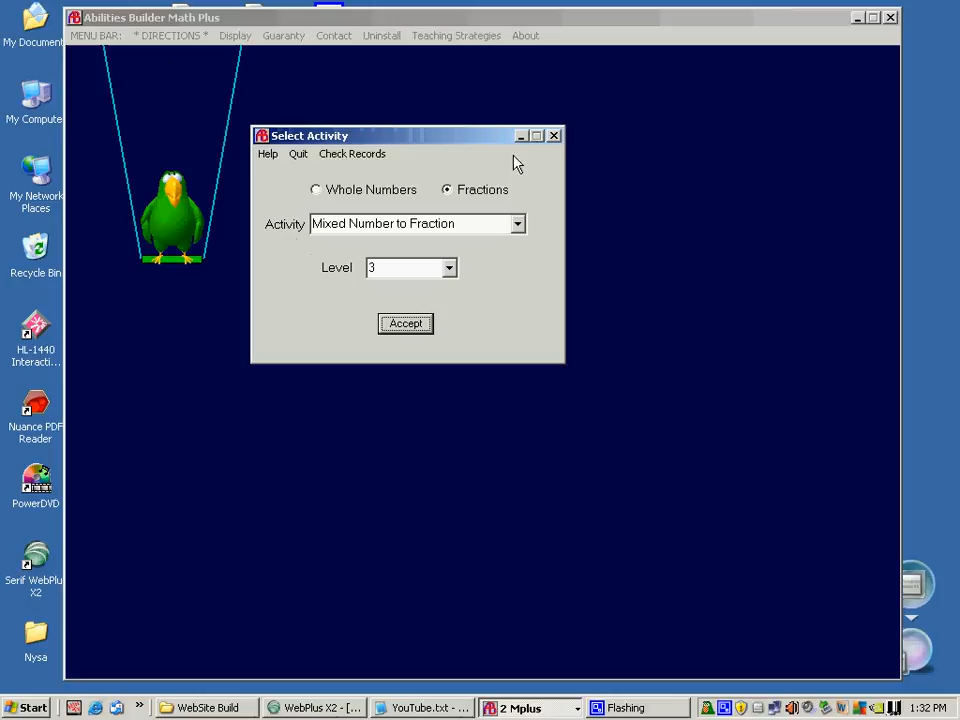 Abilities Builder Math Plus
MENU BAR: * DIRECTIONS * Display Guaranty Contact Uninstall Teaching Strategies About
Select Activity
Help Quit Check Records
Whole Numbers Fractions
Activity Mixed Number to Fraction
Level 3
Accept
My Document
My Compute
My Network
Places
Recycle Bin
HL-1440
Interacti...
Nuance PDF
Reader
PowerDVD
Serif WebPlu
X2
Nysa
Start » WebSite Build WebPlus X2 - [... YouTube.txt - ... 2 Mplus Flashing 1:32 PM